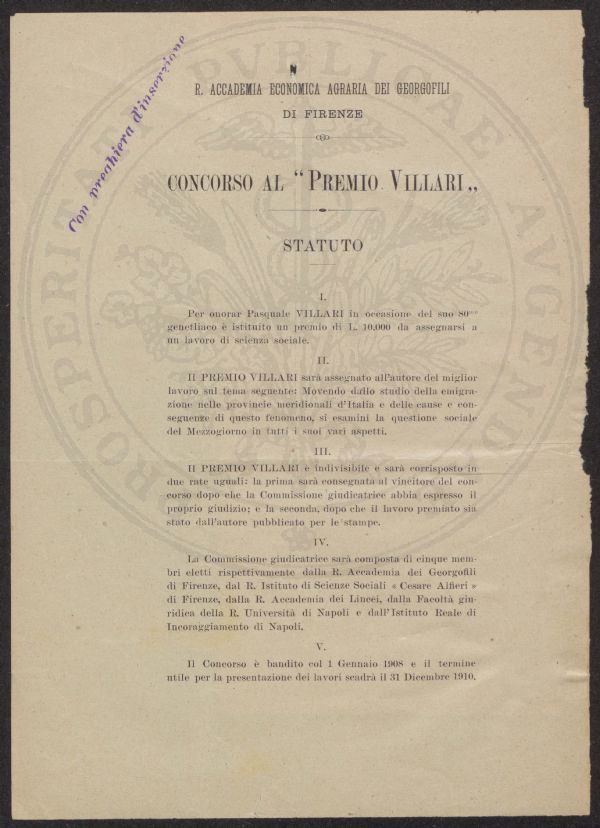 Con preghiera d'inserzione
R. ACCADEMIA ECONOMICA AGRARIA DEI GEORGOFILI
DI FIRENZE
CONCORSO AL “PREMIO VILLARI„
STATUTO
I.
Per onorar Pasquale VILLARI in occasione del suo 80mo
genetliaco è istituito un premio di L. 10.000 da assegnarsi a
un lavoro di scienza sociale.
II.
Il PREMIO VILLARI sarà assegnato all'autore del miglior
lavoro sul tema seguente: Movendo dallo studio della emigra-
zione nelle provincie meridionali d'Italia e delle cause e con-
seguenze di questo fenomeno, si esamini la questione sociale
del Mezzogiorno in tutti i suoi vari aspetti.
III.
Il PREMIO VILLARI è indivisibile e sarà corrisposto in
due rate uguali: la prima sarà consegnata al vincitore del con-
corso dopo che la Commissione giudicatrice abbia espresso il
proprio giudizio; e la seconda, dopo che il lavoro premiato sia
stato dall'autore pubblicato per le stampe.
IV.
La Commissione giudicatrice sarà composta di cinque mem-
bri eletti rispettivamente dalla R. Accademia dei Georgofili
di Firenze, dal R. Istituto di Scienze Sociali « Cesare Alfieri »
di Firenze, dalla R. Accademia dei Lincei, dalla Facoltà giu-
ridica della R. Università di Napoli e dall'Istituto Reale di
Incoraggiamento di Napoli.
V.
Il Concorso è bandito col 1 Gennaio 1908 e il termine
utile per la presentazione dei lavori scadrà il 31 Dicembre 1910.
PROSPERITATI PVBLICAE AVGENDAE